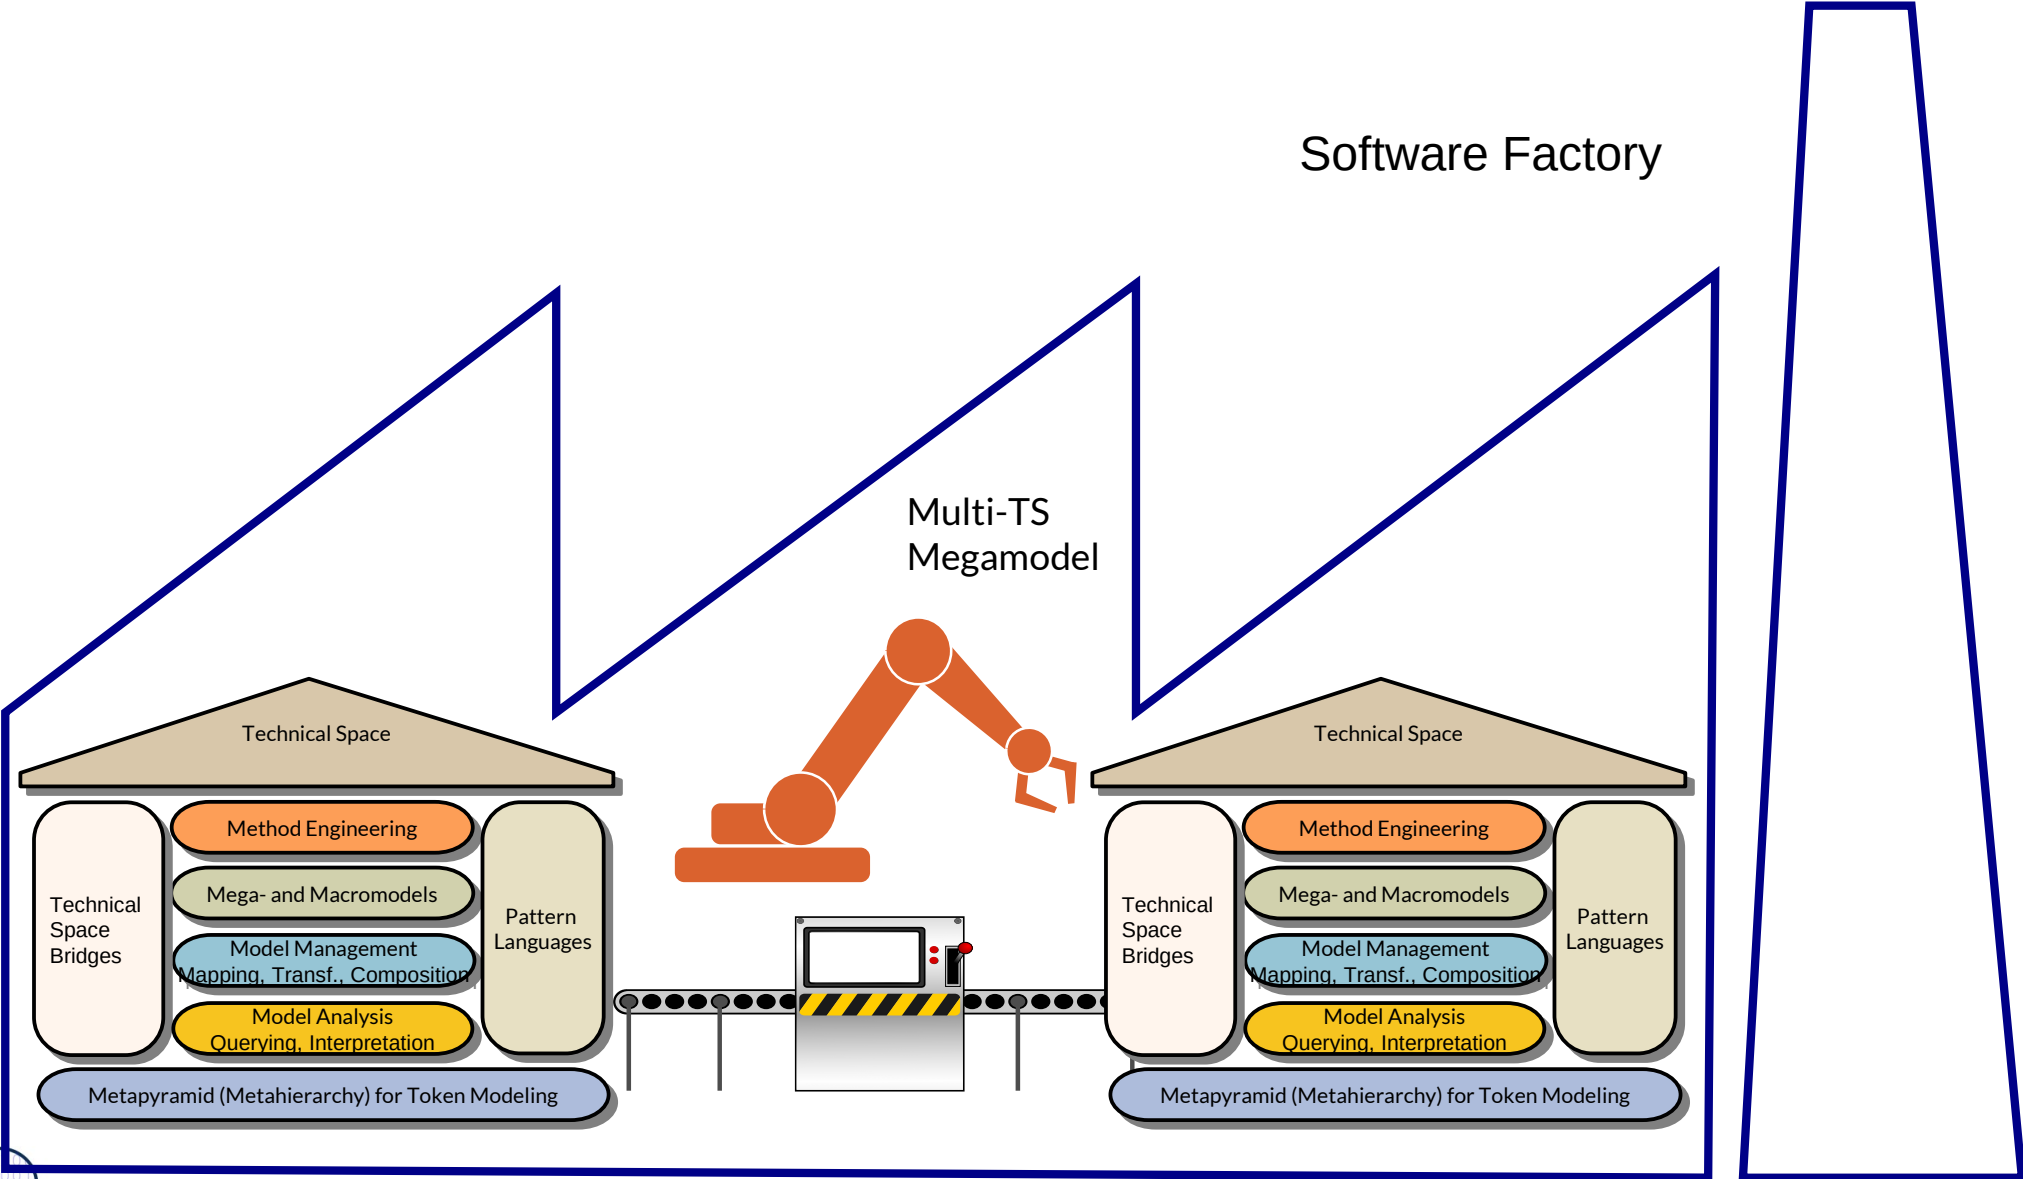 Software Factory
Multi-TS
Megamodel
Technical Space
Technical
Space
Bridges
Method Engineering
Mega- and Macromodels
Model Management
Mapping, Transf., Composition
Model Analysis
Querying, Interpretation
Pattern
Languages
Metapyramid (Metahierarchy) for Token Modeling
Technical Space
Technical
Space
Bridges
Method Engineering
Mega- and Macromodels
Model Management
Mapping, Transf., Composition
Model Analysis
Querying, Interpretation
Pattern
Languages
Metapyramid (Metahierarchy) for Token Modeling